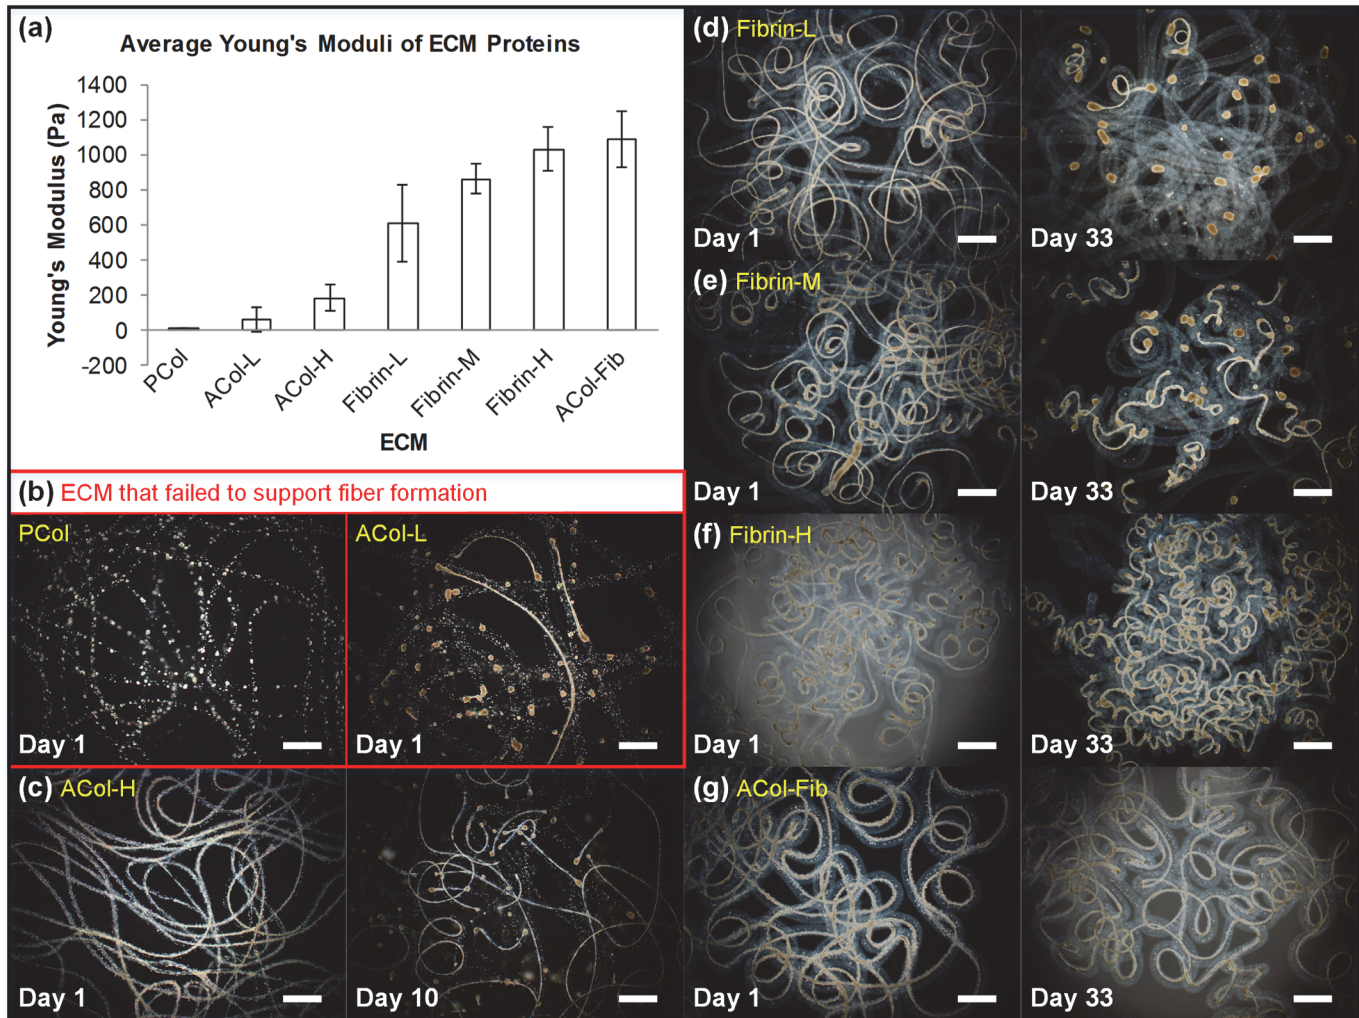 (a)
Average Young's Moduli of ECM Proteins
Young's Modulus (Pa)
1400
1200
1000
800
600
400
200
0
-200
PCol
ACol-L
ACol-H
Fibrin-L
Fibrin-M
Fibrin-H
ACol-Fib
ECM
(b) ECM that failed to support fiber formation
PCol
Day 1
ACol-L
Day 1
(c) ACol-H
Day 1
Day 10
(d) Fibrin-L
Day 1
Day 33
(e) Fibrin-M
Day 1
Day 33
(f) Fibrin-H
Day 1
Day 33
(g) ACol-Fib
Day 1
Day 33